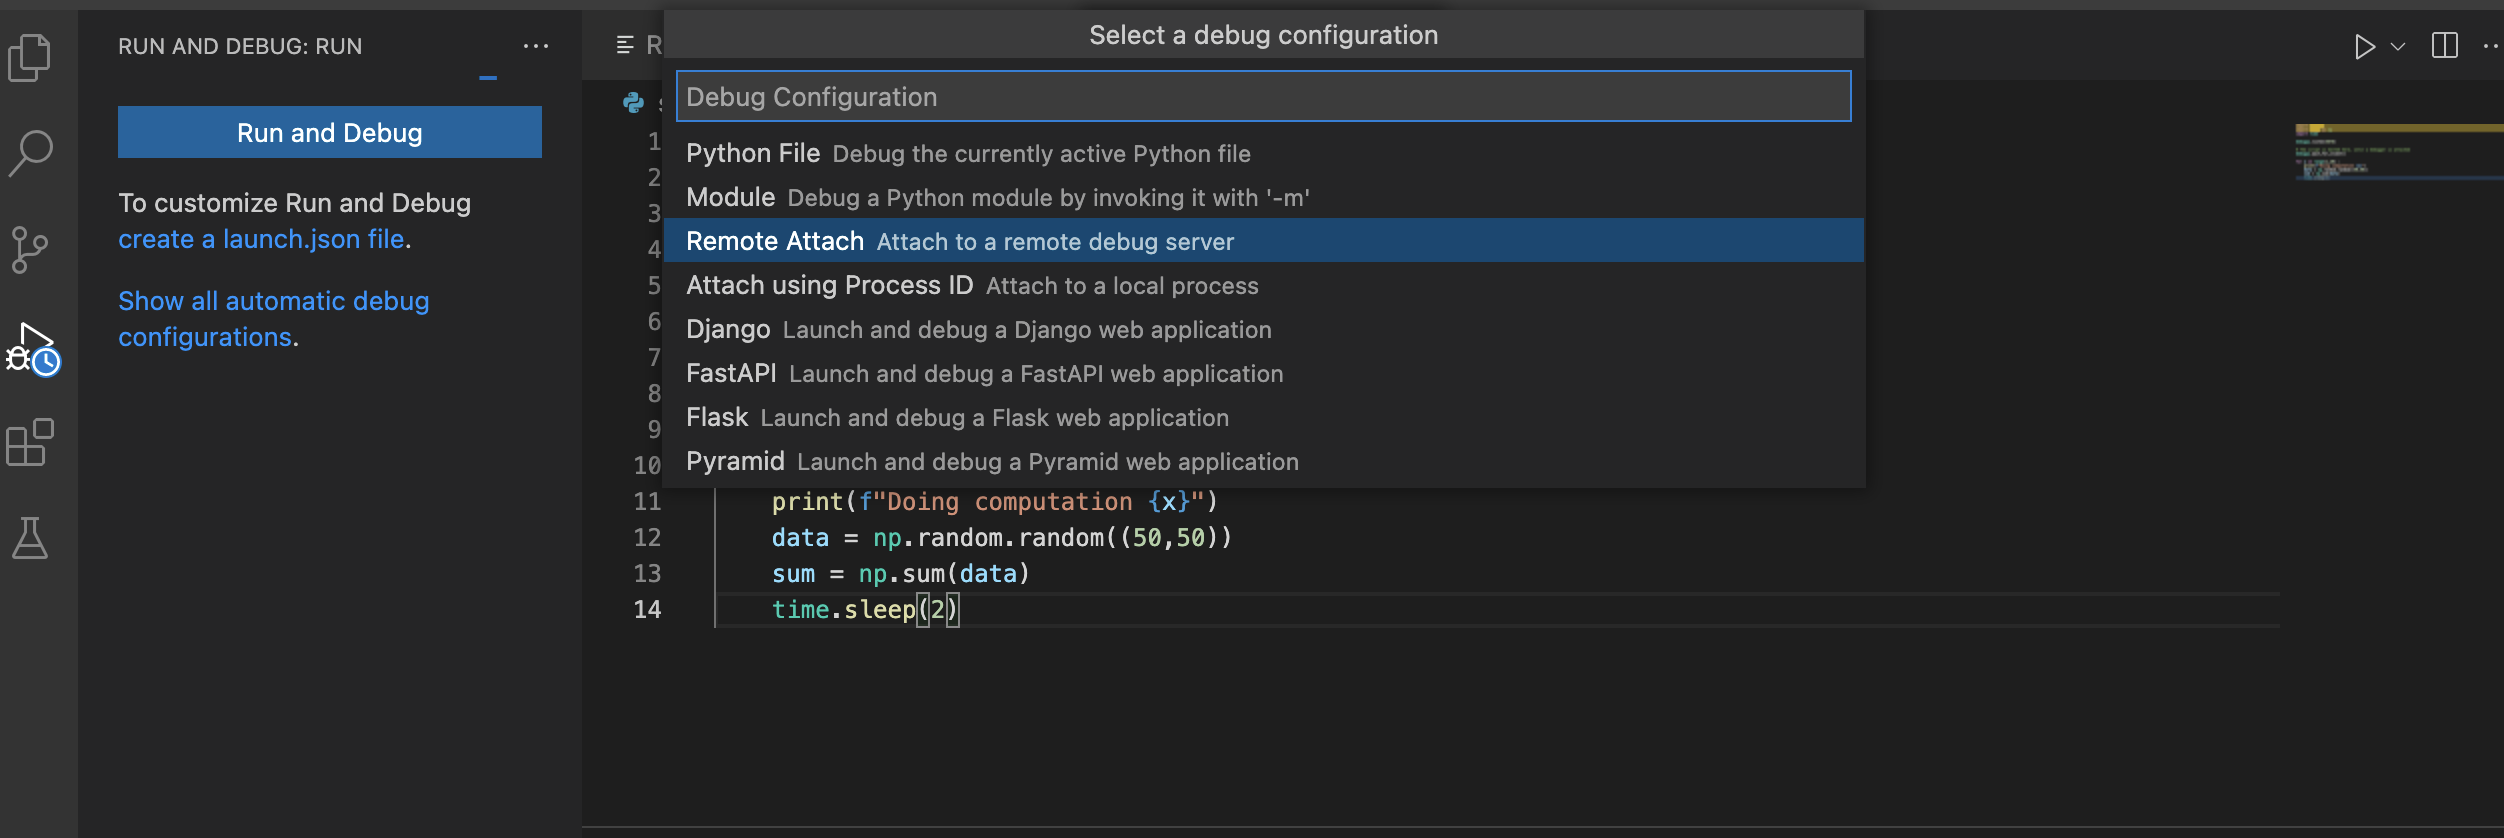 RUN AND DEBUG: RUN
Run and Debug
To customize Run and Debug
create a launch.json file.
Show all automatic debug
configurations.
R
Select a debug configuration
Debug Configuration
Python File Debug the currently active Python file
Module Debug a Python module by invoking it with '-m'
Remote Attach Attach to a remote debug server
Attach using Process ID Attach to a local process
Django Launch and debug a Django web application
FastAPI Launch and debug a FastAPI web application
Flask Launch and debug a Flask web application
Pyramid Launch and debug a Pyramid web application
1
2
3
4
5
6
7
8
9
10
11 print(f"Doing computation {x}")
12 data = np.random.random((50,50))
13 sum = np.sum(data)
14 time.sleep(2)